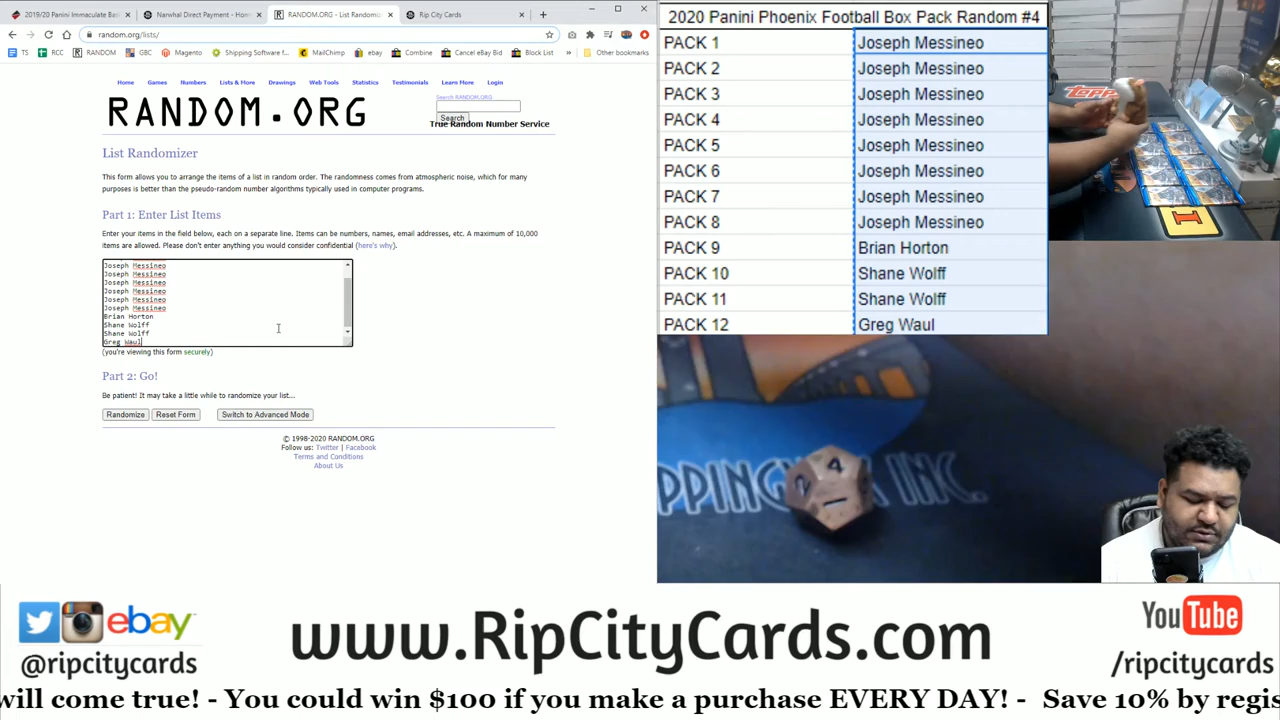 2019/20 Panini Immaculate Bas
Narwhal Direct Payment - Hom
RANDOM.ORG - List Randomiz
Rip City Cards
random.org/lists/
TS
RCC
RANDOM
GBC
Magento
Shipping Software f...
MailChimp
ebay
Combine
Cancel eBay Bid
Block List
Other bookmarks
Home
Games
Numbers
Lists & More
Drawings
Web Tools
Statistics
Testimonials
Learn More
Login
RANDOM.ORG
Search RANDOM.ORG
Search
True Random Number Service
List Randomizer
This form allows you to arrange the items of a list in random order. The randomness comes from atmospheric noise, which for many
purposes is better than the pseudo-random number algorithms typically used in computer programs.
Part 1: Enter List Items
Enter your items in the field below, each on a separate line. Items can be numbers, names, email addresses, etc. A maximum of 10,000
items are allowed. Please don't enter anything you would consider confidential (here's why).
Joseph Messineo
Joseph Messineo
Joseph Messineo
Joseph Messineo
Joseph Messineo
Joseph Messineo
Brian Horton
Shane Wolff
Shane Wolff
Greg Waul
(you're viewing this form securely)
Part 2: Go!
Be patient! It may take a little while to randomize your list...
Randomize
Reset Form
Switch to Advanced Mode
© 1998-2020 RANDOM.ORG
Follow us: Twitter | Facebook
Terms and Conditions
About Us
2020 Panini Phoenix Football Box Pack Random #4
PACK 1 Joseph Messineo
PACK 2 Joseph Messineo
PACK 3 Joseph Messineo
PACK 4 Joseph Messineo
PACK 5 Joseph Messineo
PACK 6 Joseph Messineo
PACK 7 Joseph Messineo
PACK 8 Joseph Messineo
PACK 9 Brian Horton
PACK 10 Shane Wolff
PACK 11 Shane Wolff
PACK 12 Greg Waul
4
INC.
ebay
@ripcitycards
www.RipCityCards.com
YouTube
/ripcitycards
will come true! - You could win $100 if you make a purchase EVERY DAY! - Save 10% by regis